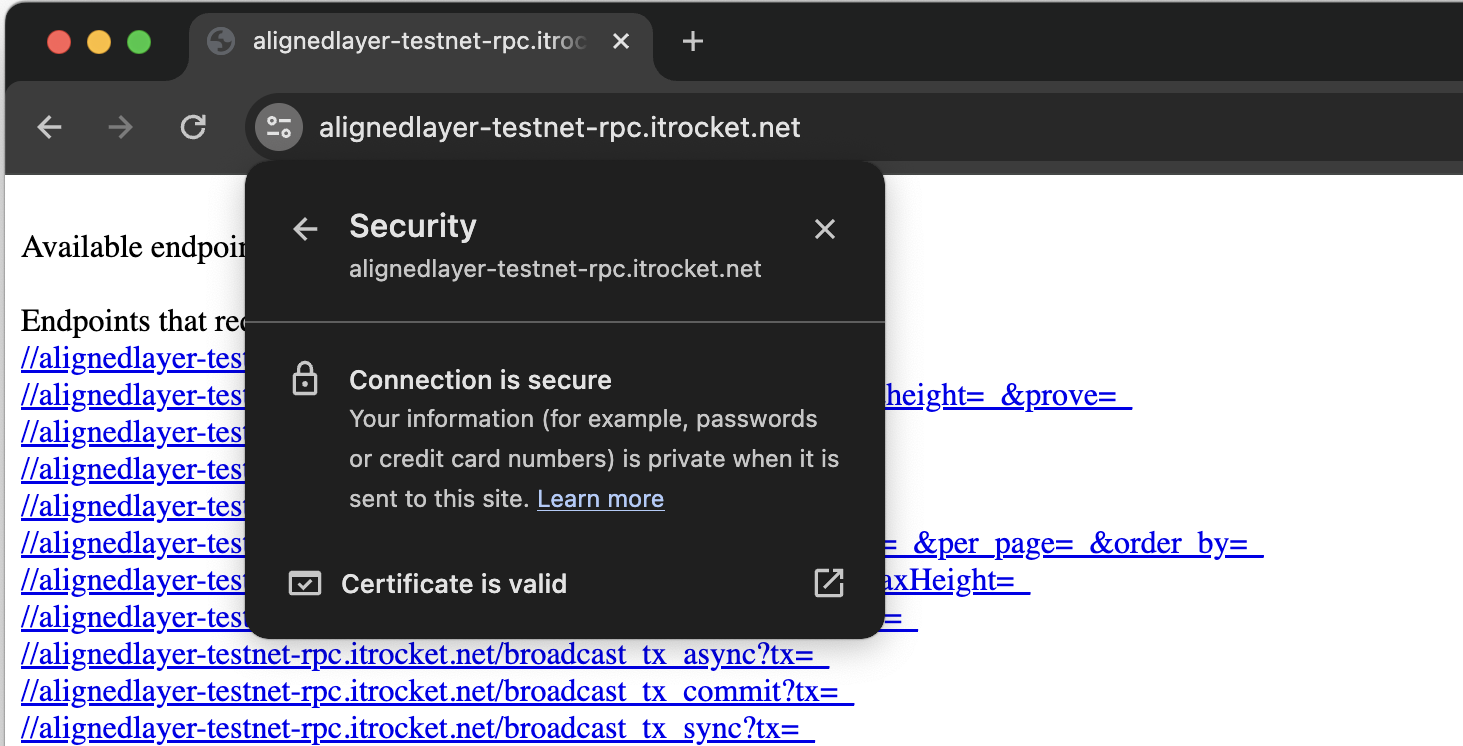 alignedlayer-testnet-rpc.itroc
alignedlayer-testnet-rpc.itrocket.net
Security
alignedlayer-testnet-rpc.itrocket.net
Connection is secure
Your information (for example, passwords
or credit card numbers) is private when it is
sent to this site. Learn more
Certificate is valid
Available endpoin
Endpoints that req
//alignedlayer-test
//alignedlayer-test height=_&prove=_
//alignedlayer-test
//alignedlayer-test
//alignedlayer-test
//alignedlayer-test =_&per_page=_&order_by=_
//alignedlayer-test axHeight=_
//alignedlayer-test =_
//alignedlayer-testnet-rpc.itrocket.net/broadcast_tx_async?tx=_
//alignedlayer-testnet-rpc.itrocket.net/broadcast_tx_commit?tx=_
//alignedlayer-testnet-rpc.itrocket.net/broadcast_tx_sync?tx=_